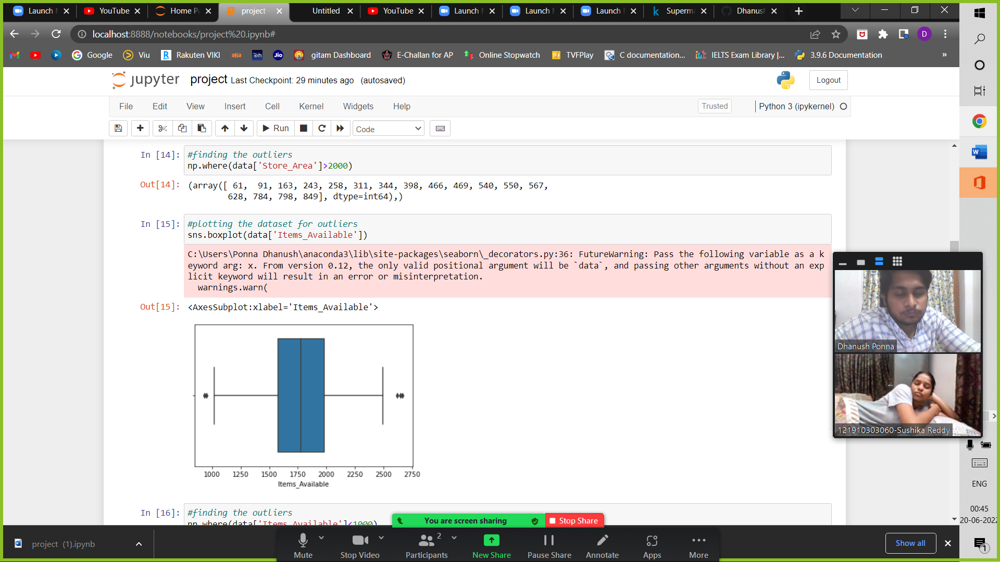 Launch
YouTube
Home P
project
Untitled
YouTube
Launch
Launch
Launch
Superma
Dhanus
localhost:8888/notebooks/project%20.ipynb#
D
Google
Viu
Rakuten VIKI
aha
Dh
Jio
gitam Dashboard
E-Challan for AP
Online Stopwatch
TVFPlay
C documentation...
IELTS Exam Library |...
3.9.6 Documentation
»
jupyter project Last Checkpoint: 29 minutes ago (autosaved)
Logout
File Edit View Insert Cell Kernel Widgets Help
Trusted
Python 3 (ipykernel)
Run
Code
In [14]: #finding the outliers
np.where(data['Store_Area']>2000)
Out[14]: (array([ 61,  91, 163, 243, 258, 311, 344, 398, 466, 469, 540, 550, 567,
628, 784, 798, 849], dtype=int64),)
In [15]: #plotting the dataset for outliers
sns.boxplot(data['Items_Available'])
C:\Users\Ponna Dhanush\anaconda3\lib\site-packages\seaborn\_decorators.py:36: FutureWarning: Pass the following variable as a k
eyword arg: x. From version 0.12, the only valid positional argument will be `data`, and passing other arguments without an exp
licit keyword will result in an error or misinterpretation.
warnings.warn(
Out[15]: <AxesSubplot:xlabel='Items_Available'>
1000 1250 1500 1750 2000 2250 2500 2750
Items_Available
In [16]: #finding the outliers
np.where(data['Items_Available']<1000)
Dhanush Ponna
121910303060-Sushika Reddy
You are screen sharing
Stop Share
project (1).ipynb
Mute
Stop Video
2
Participants
New Share
Pause Share
Annotate
Apps
More
Show all
ENG
00:45
20-06-2022
1